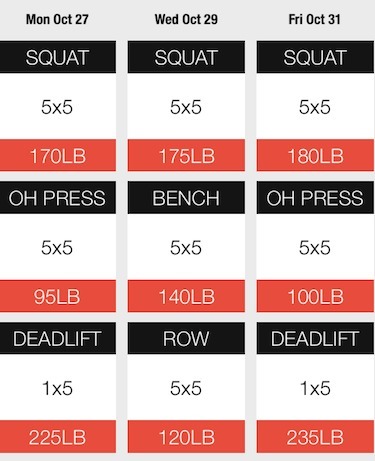 Mon Oct 27
Wed Oct 29
Fri Oct 31
SQUAT
SQUAT
SQUAT
5x5
5x5
5x5
170LB
175LB
180LB
OH PRESS
BENCH
OH PRESS
5x5
5x5
5x5
95LB
140LB
100LB
DEADLIFT
ROW
DEADLIFT
1x5
5x5
1x5
225LB
120LB
235LB